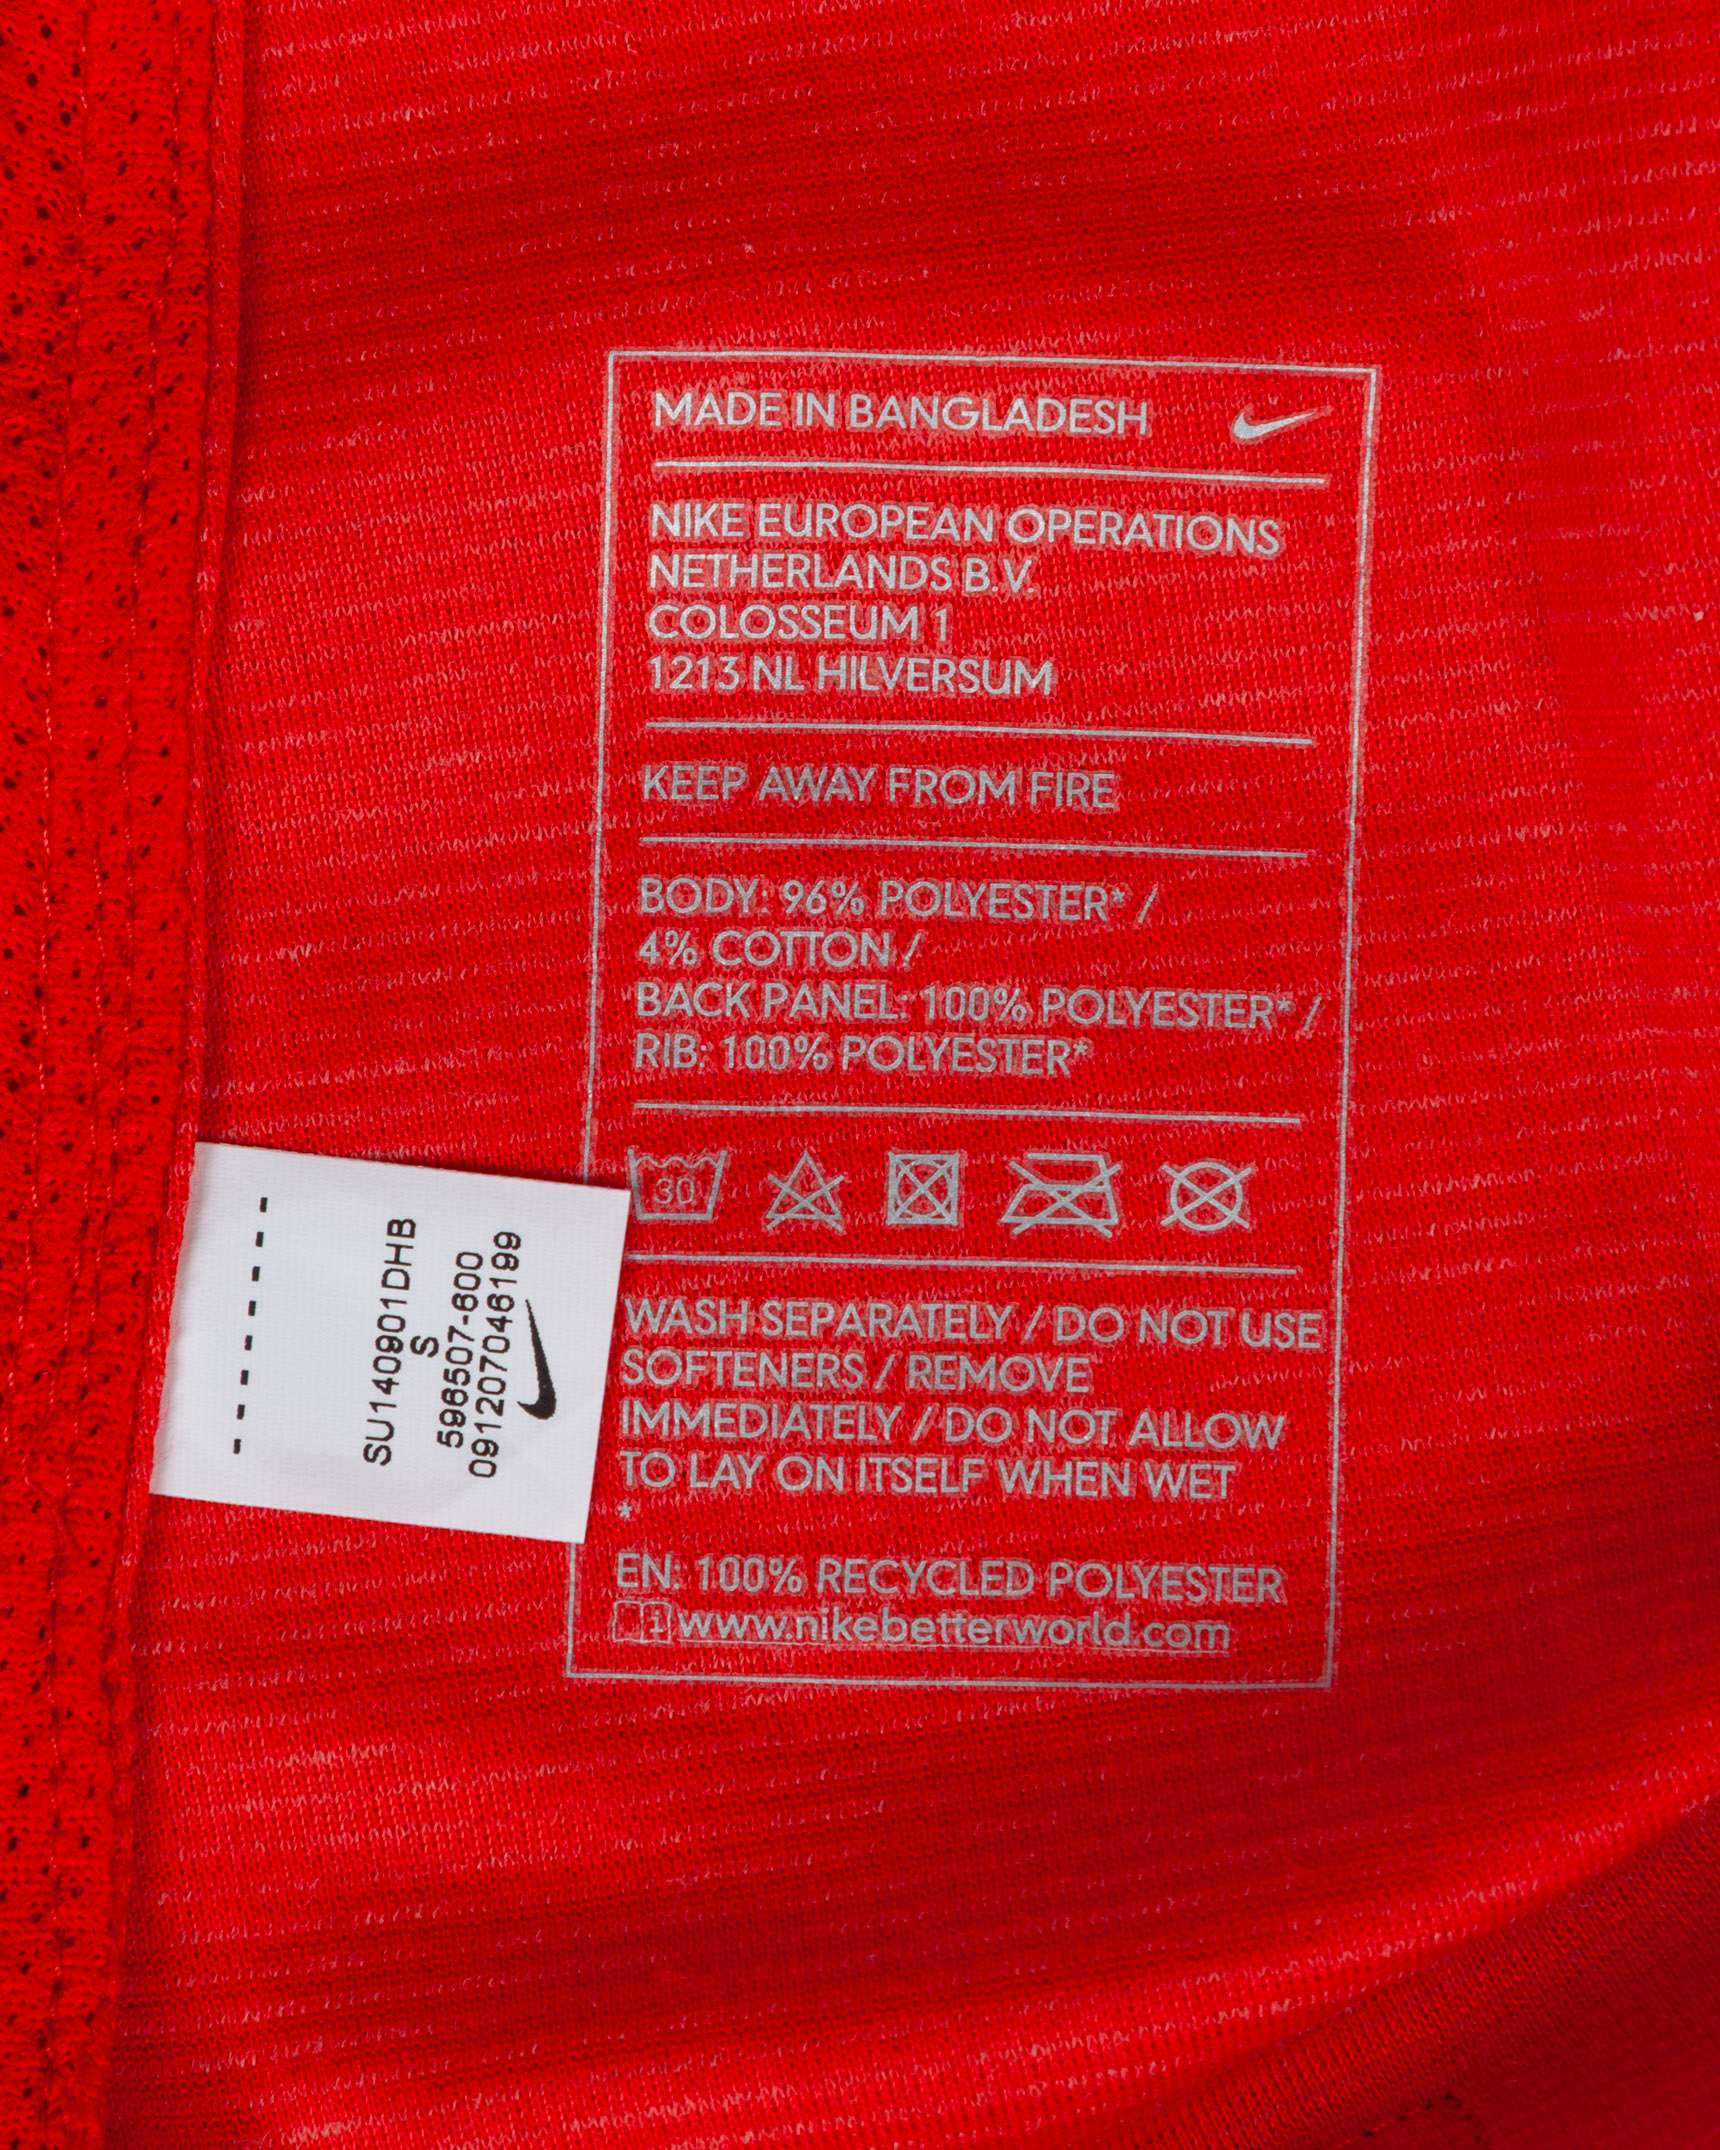 MADE IN BANGLADESH
NIKE EUROPEAN OPERATIONS
NETHERLANDS B.V.
COLOSSEUM 1
1213 NL HILVERSUM
KEEP AWAY FROM FIRE
BODY: 96% POLYESTER* /
4% COTTON /
BACK PANEL: 100% POLYESTER* /
RIB: 100% POLYESTER*
30
WASH SEPARATELY / DO NOT USE
SOFTENERS / REMOVE
IMMEDIATELY / DO NOT ALLOW
TO LAY ON ITSELF WHEN WET
*
EN: 100% RECYCLED POLYESTER
i www.nikebetterworld.com
SU140901DHB
S
596507-600
091207046199